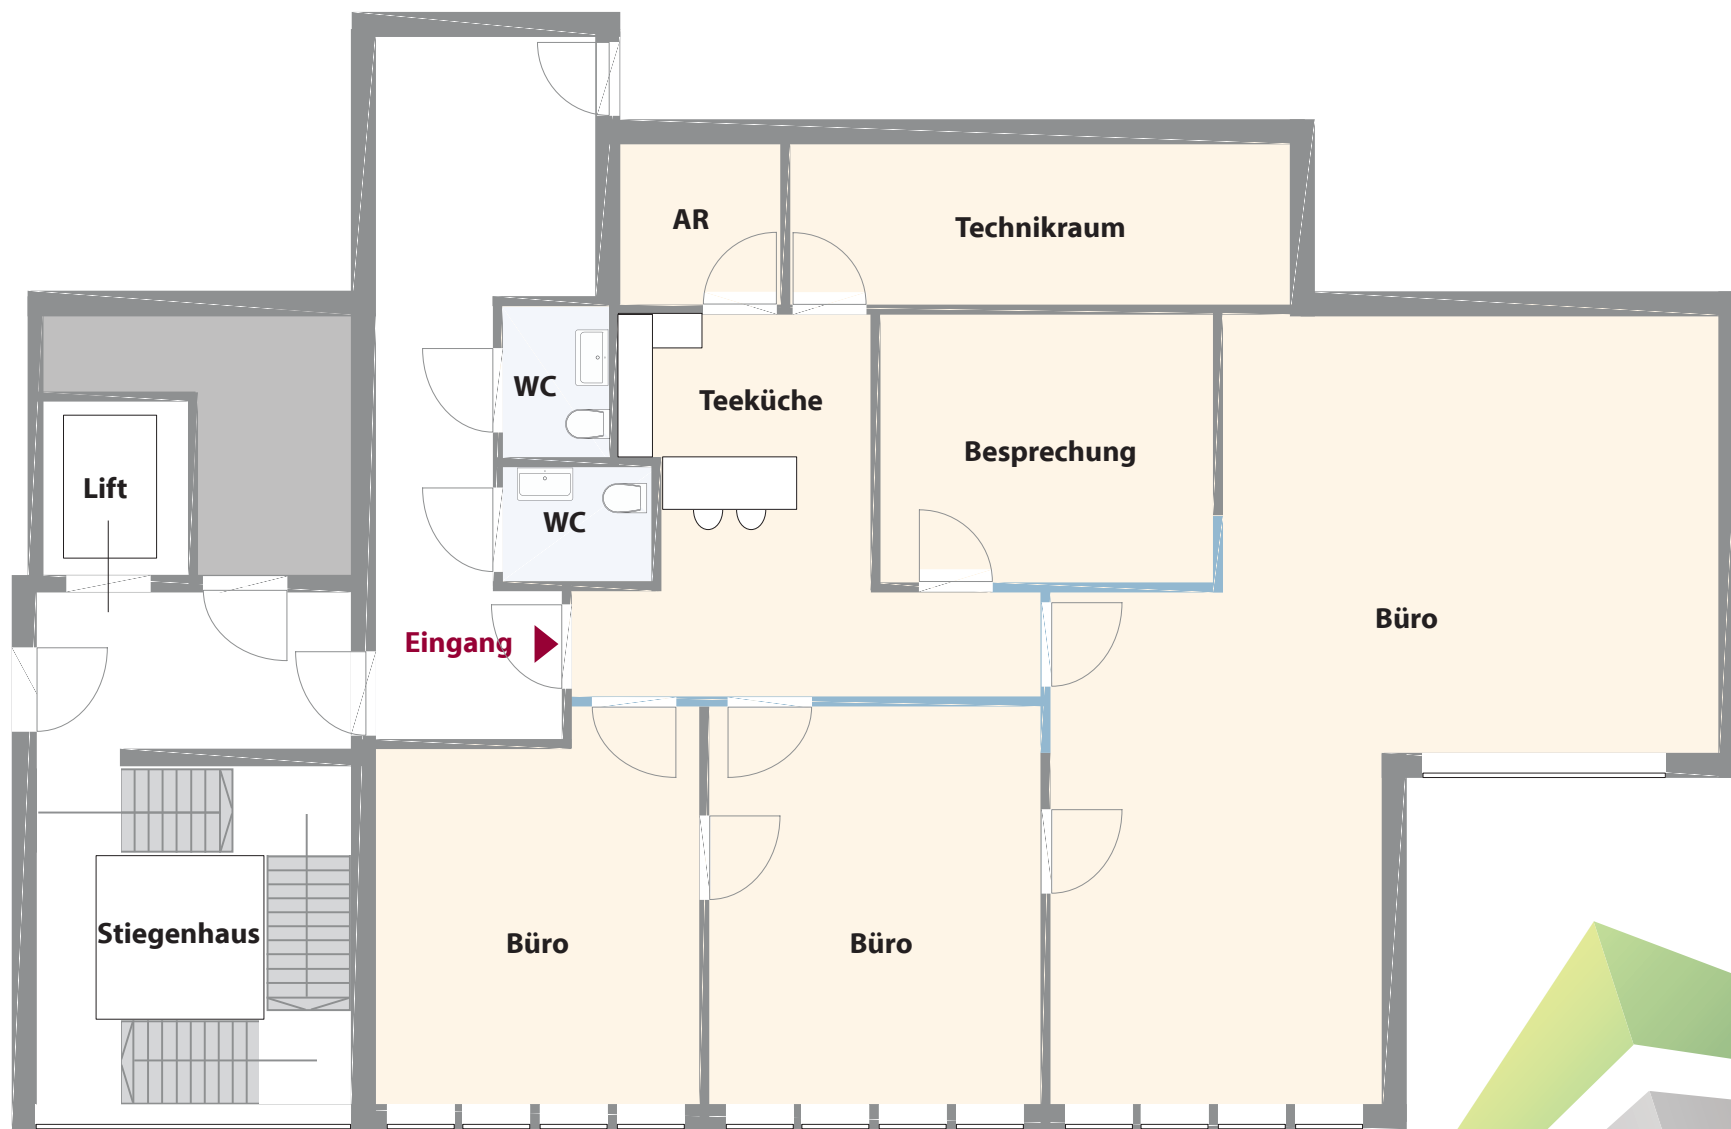 AR
Technikraum
WC
Teeküche
Besprechung
Lift
WC
Büro
Eingang
Stiegenhaus
Büro
Büro